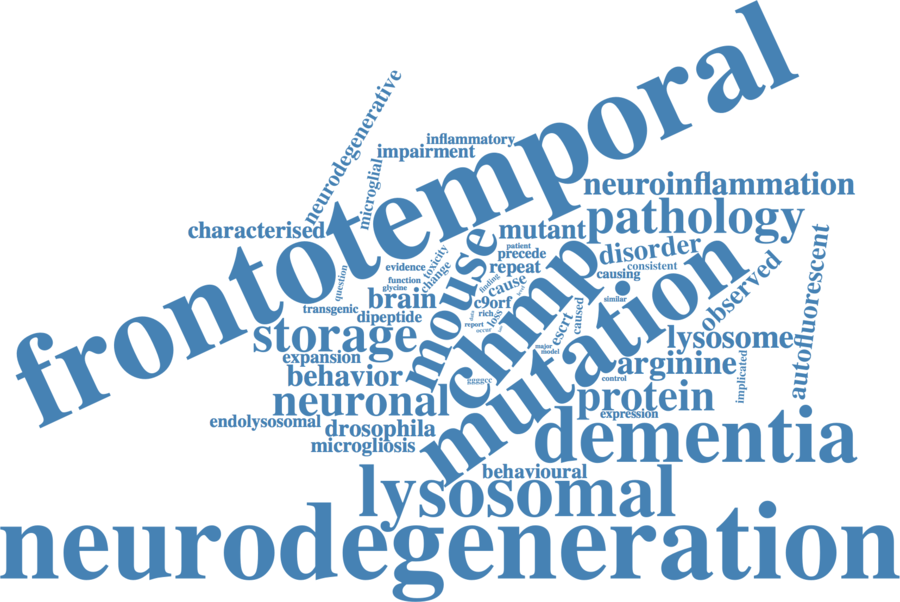 frontotemporal
neurodegenerative
inflammatory
impairment
microglial
neuroinflammation
characterised
mutant
pathology
mouse
chmp
disorder
patient
precede
evidence
toxicity
consistent
repeat
causing
question
function
change
finding
cause
glycine
brain
c9orf
similar
observed
autofluorescent
transgenic
dipeptide
rich
loss
data
report
occur
escrt
caused
mutation
storage
lysosome
expansion
major
model
arginine
implicated
behavior
ggggcc
control
neuronal
protein
expression
endolysosomal
drosophila
dementia
microgliosis
behavioural
lysosomal
neurodegeneration